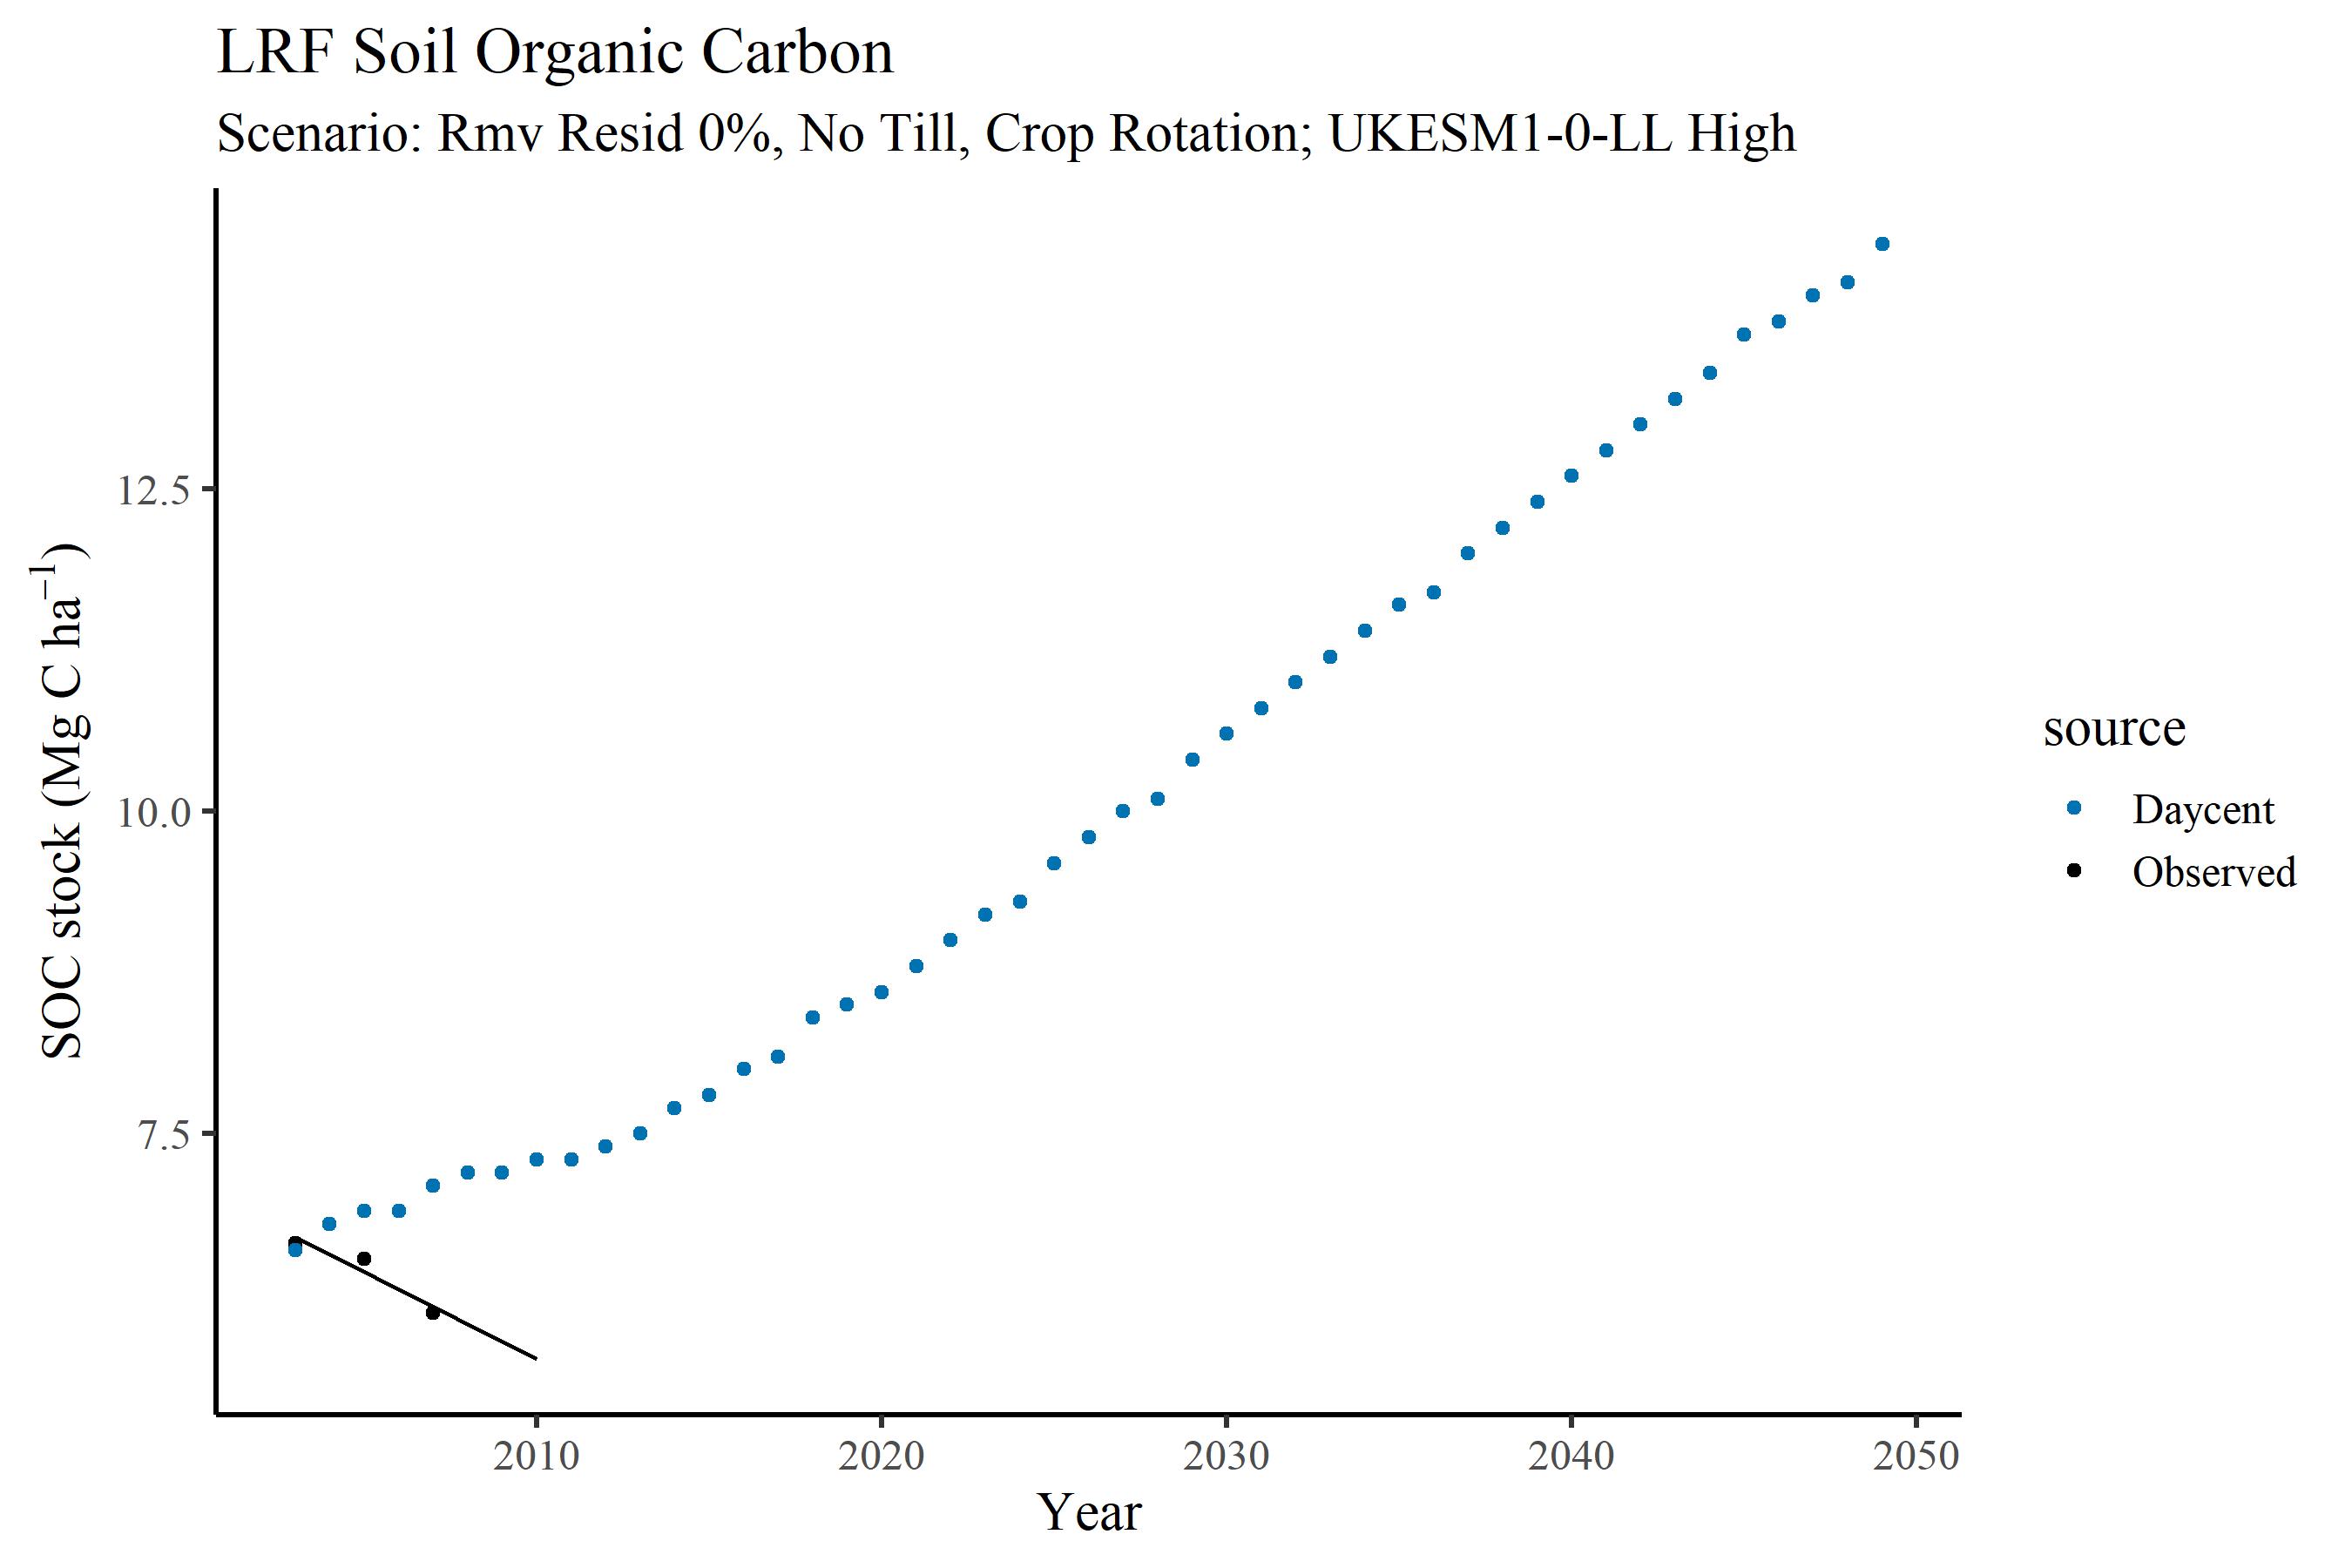 LRF Soil Organic Carbon
Scenario: Rmv Resid 0%, No Till, Crop Rotation; UKESM1-0-LL High
SOC stock (Mg C ha⁻¹)
12.5
10.0
7.5
2010 2020 2030 2040 2050
Year
source
Daycent
Observed